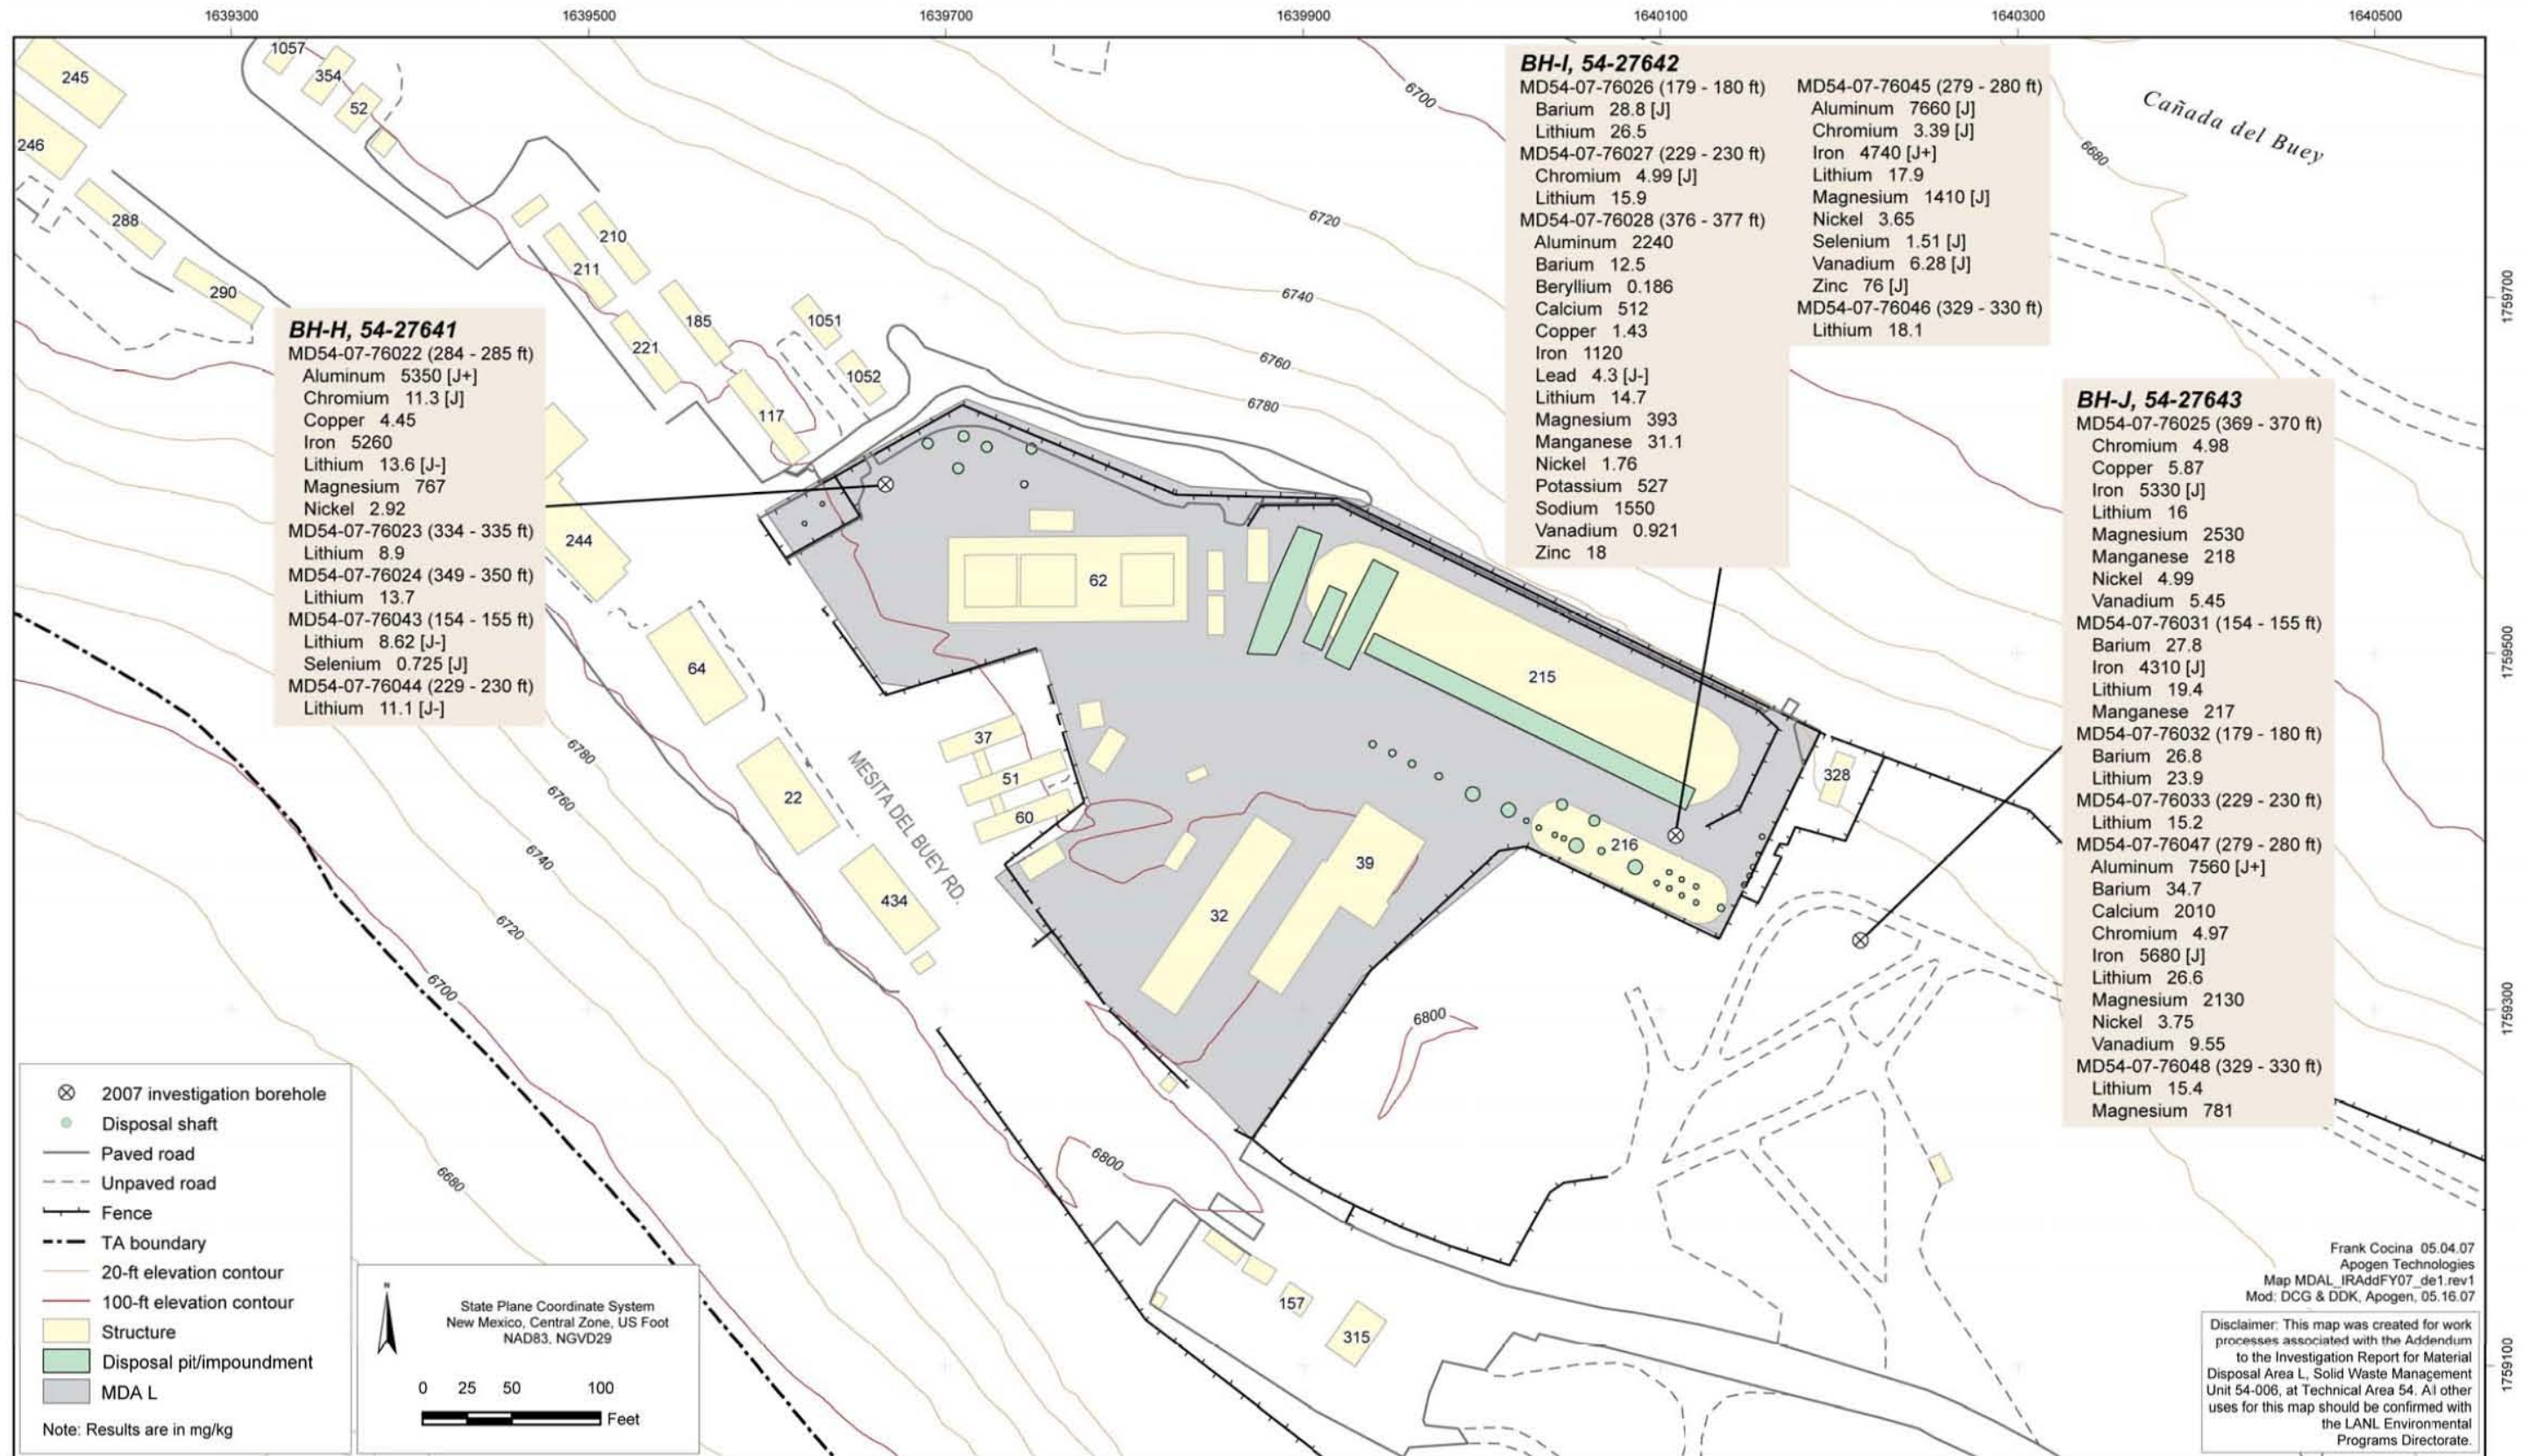 1639300
1639500
1639700
1639900
1640100
1640300
1640500
1759700
1759500
1759300
1759100
245
246
1057
354
52
288
290
210
211
185
221
1051
1052
117
244
64
22
434
62
37
51
60
215
216
328
32
39
157
315
6700
6720
6740
6760
6780
6680
6780
6760
6740
6720
6700
6680
6800
6800
Cañada del Buey
MESITA DEL BUEY RD.
BH-H, 54-27641
MD54-07-76022 (284 - 285 ft)
Aluminum 5350 [J+]
Chromium 11.3 [J]
Copper 4.45
Iron 5260
Lithium 13.6 [J-]
Magnesium 767
Nickel 2.92
MD54-07-76023 (334 - 335 ft)
Lithium 8.9
MD54-07-76024 (349 - 350 ft)
Lithium 13.7
MD54-07-76043 (154 - 155 ft)
Lithium 8.62 [J-]
Selenium 0.725 [J]
MD54-07-76044 (229 - 230 ft)
Lithium 11.1 [J-]
BH-I, 54-27642
MD54-07-76026 (179 - 180 ft)
Barium 28.8 [J]
Lithium 26.5
MD54-07-76027 (229 - 230 ft)
Chromium 4.99 [J]
Lithium 15.9
MD54-07-76028 (376 - 377 ft)
Aluminum 2240
Barium 12.5
Beryllium 0.186
Calcium 512
Copper 1.43
Iron 1120
Lead 4.3 [J-]
Lithium 14.7
Magnesium 393
Manganese 31.1
Nickel 1.76
Potassium 527
Sodium 1550
Vanadium 0.921
Zinc 18
MD54-07-76045 (279 - 280 ft)
Aluminum 7660 [J]
Chromium 3.39 [J]
Iron 4740 [J+]
Lithium 17.9
Magnesium 1410 [J]
Nickel 3.65
Selenium 1.51 [J]
Vanadium 6.28 [J]
Zinc 76 [J]
MD54-07-76046 (329 - 330 ft)
Lithium 18.1
BH-J, 54-27643
MD54-07-76025 (369 - 370 ft)
Chromium 4.98
Copper 5.87
Iron 5330 [J]
Lithium 16
Magnesium 2530
Manganese 218
Nickel 4.99
Vanadium 5.45
MD54-07-76031 (154 - 155 ft)
Barium 27.8
Iron 4310 [J]
Lithium 19.4
Manganese 217
MD54-07-76032 (179 - 180 ft)
Barium 26.8
Lithium 23.9
MD54-07-76033 (229 - 230 ft)
Lithium 15.2
MD54-07-76047 (279 - 280 ft)
Aluminum 7560 [J+]
Barium 34.7
Calcium 2010
Chromium 4.97
Iron 5680 [J]
Lithium 26.6
Magnesium 2130
Nickel 3.75
Vanadium 9.55
MD54-07-76048 (329 - 330 ft)
Lithium 15.4
Magnesium 781
2007 investigation borehole
Disposal shaft
Paved road
Unpaved road
Fence
TA boundary
20-ft elevation contour
100-ft elevation contour
Structure
Disposal pit/impoundment
MDA L
Note: Results are in mg/kg
N
State Plane Coordinate System
New Mexico, Central Zone, US Foot
NAD83, NGVD29
0 25 50 100
Feet
Frank Cocina 05.04.07
Apogen Technologies
Map MDAL_IRAddFY07_de1.rev1
Mod: DCG & DDK, Apogen, 05.16.07
Disclaimer: This map was created for work
processes associated with the Addendum
to the Investigation Report for Material
Disposal Area L, Solid Waste Management
Unit 54-006, at Technical Area 54. All other
uses for this map should be confirmed with
the LANL Environmental
Programs Directorate.